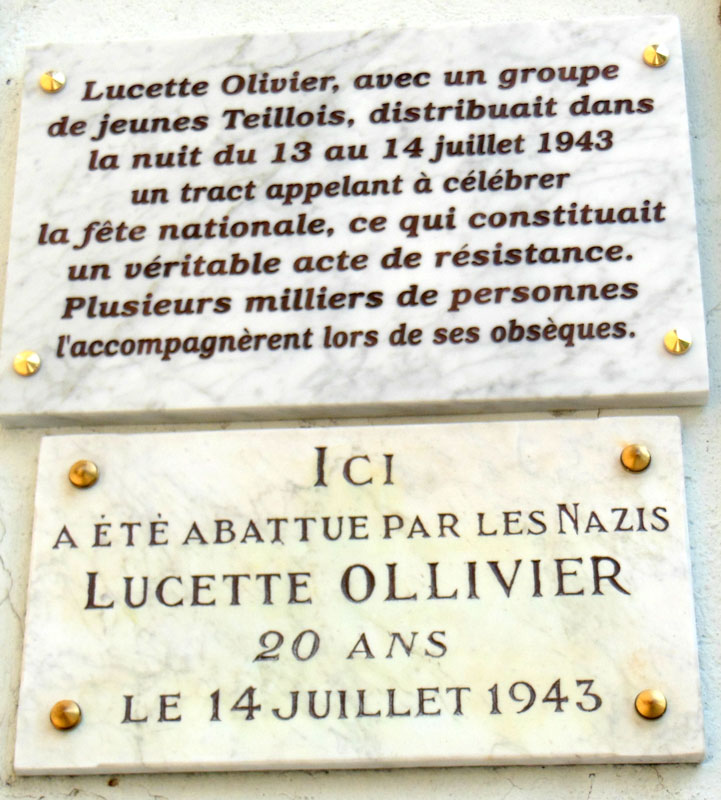 Lucette Olivier, avec un groupe
de jeunes Teillois, distribuait dans
la nuit du 13 au 14 juillet 1943
un tract appelant à célébrer
la fête nationale, ce qui constituait
un véritable acte de résistance.
Plusieurs milliers de personnes
l'accompagnèrent lors de ses obsèques.
ICI
A ÉTÉ ABATTUE PAR LES NAZIS
LUCETTE OLLIVIER
20 ANS
LE 14 JUILLET 1943